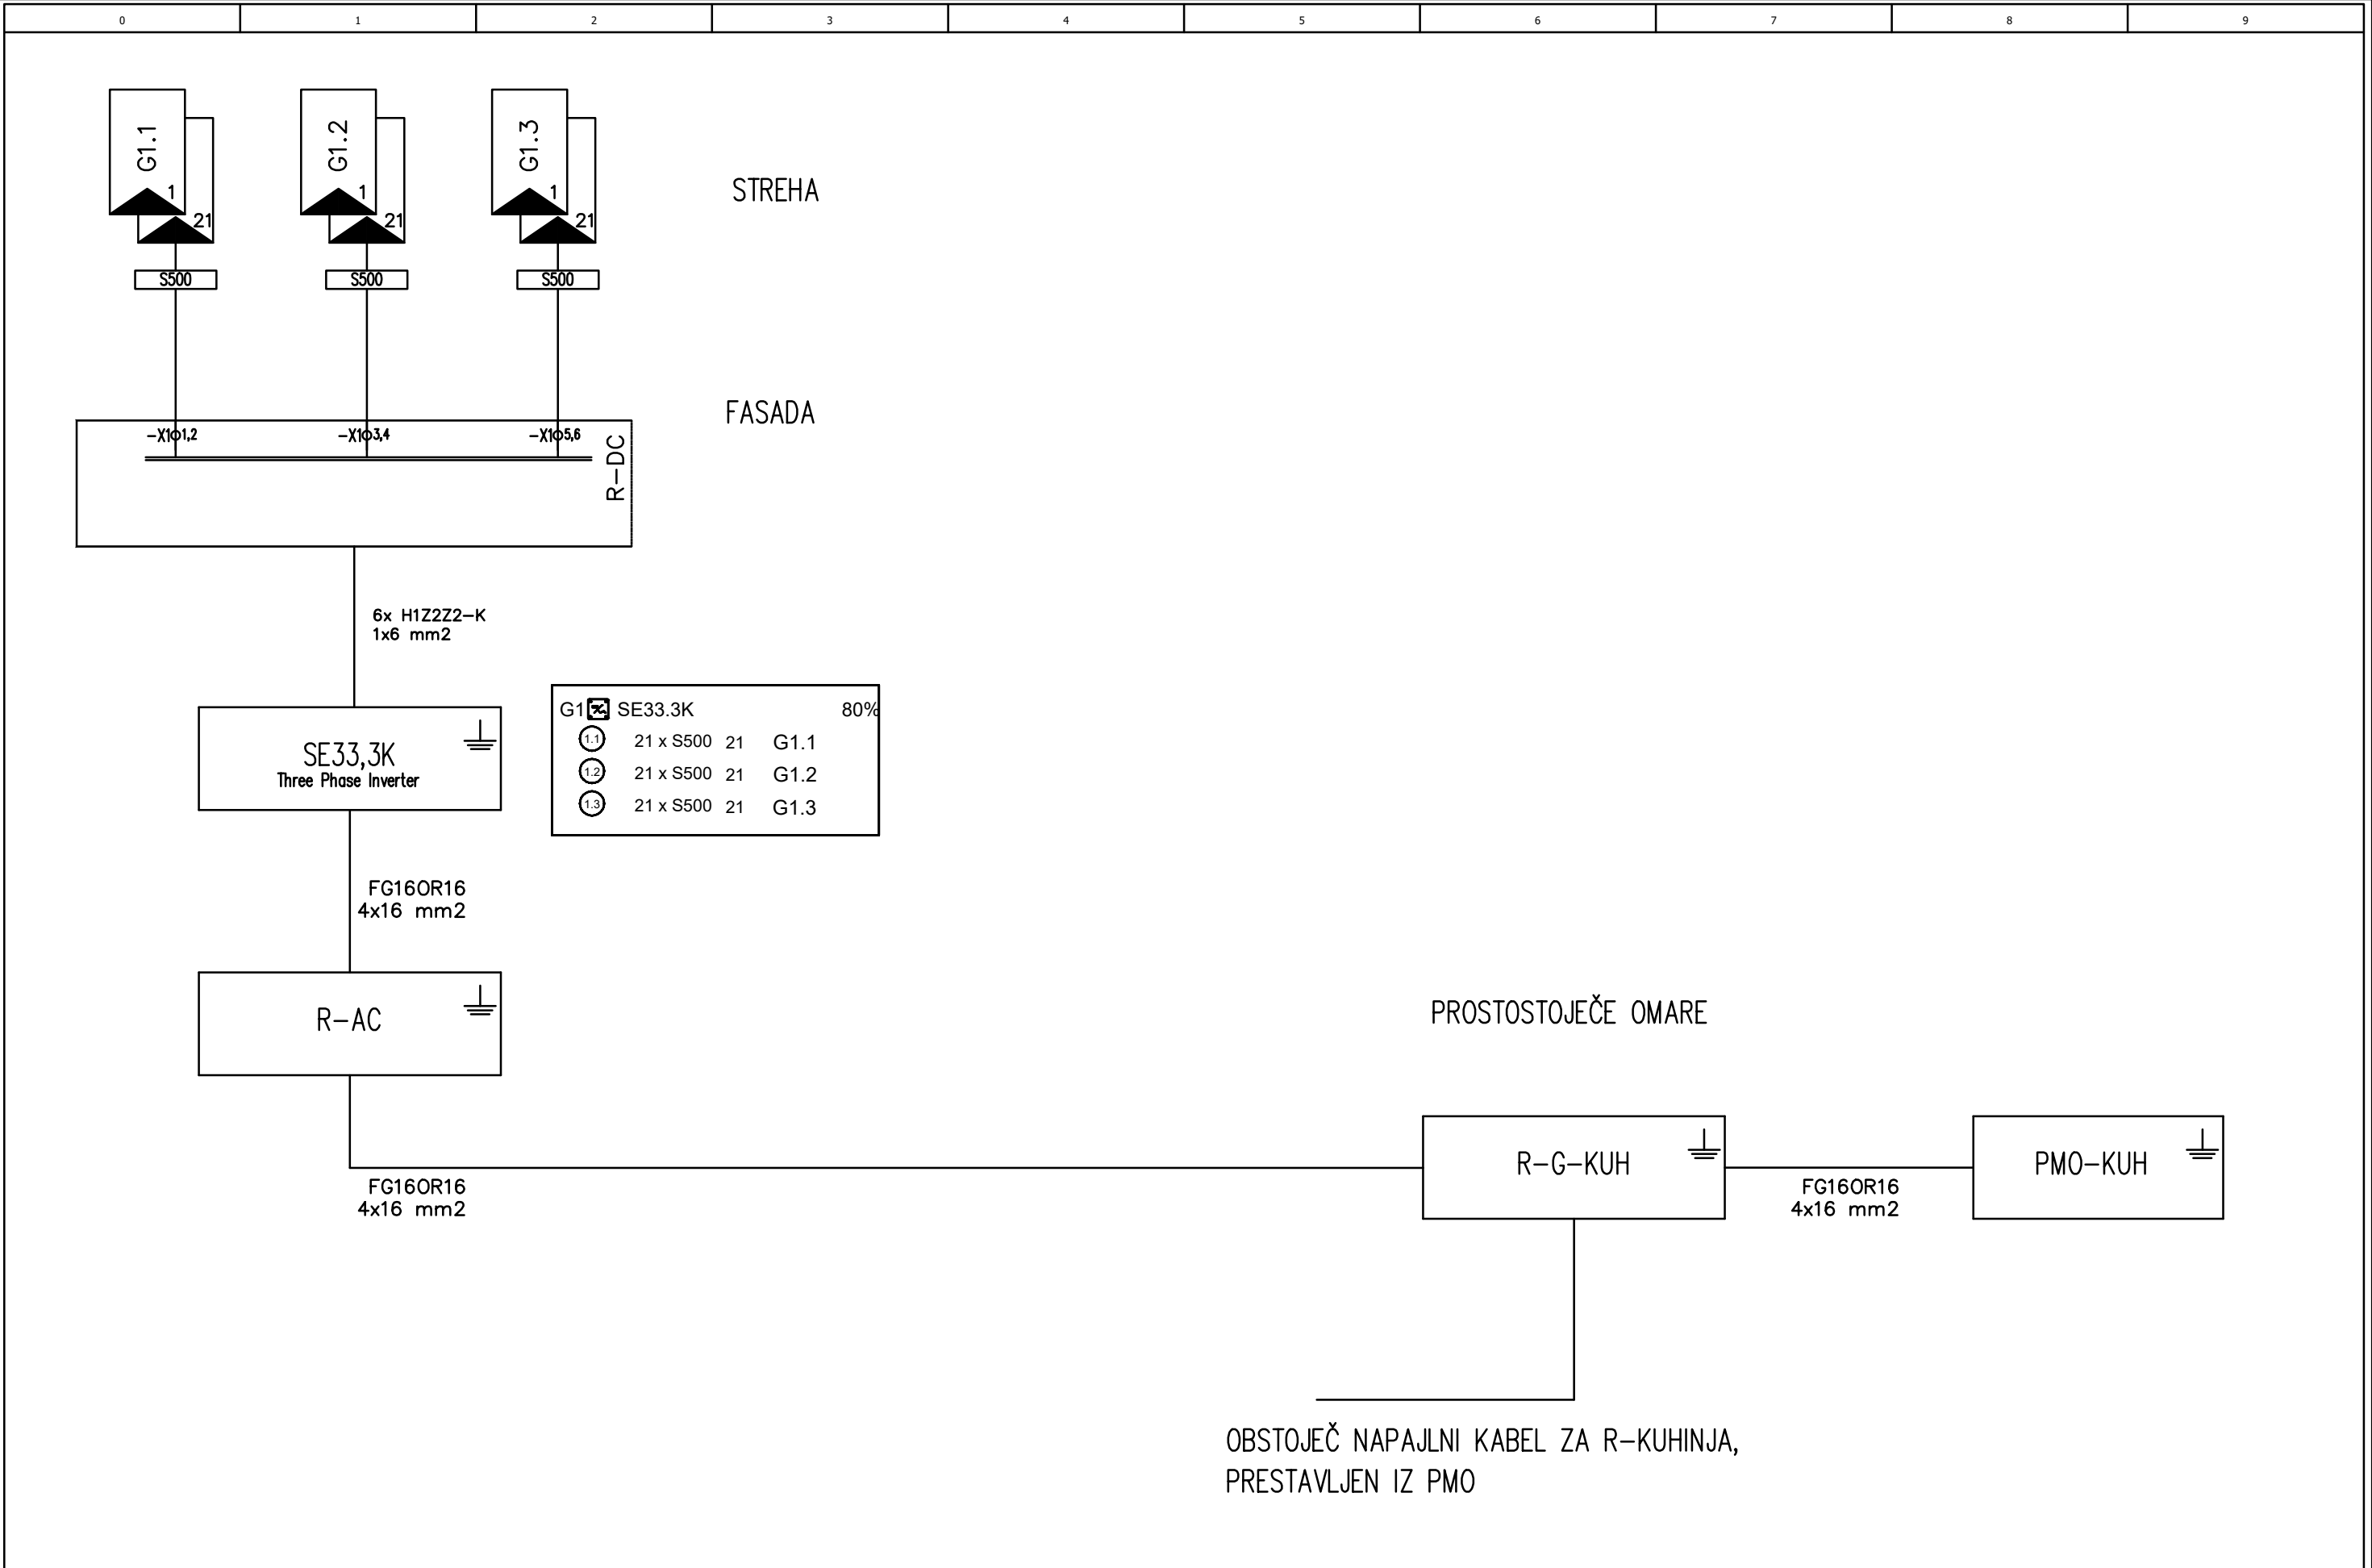 0 1 2 3 4 5 6 7 8 9
G1.1 G1.2 G1.3
1 1 1
21 21 21
STREHA
S500 S500 S500
FASADA
-X1 1,2 -X1 3,4 -X1 5,6
R-DC
6x H1Z2Z2-K
1x6 mm2
G1 SE33.3K 80%
1.1 21 x S500 21 G1.1
1.2 21 x S500 21 G1.2
1.3 21 x S500 21 G1.3
SE33,3K
Three Phase Inverter
FG16OR16
4x16 mm2
R-AC
PROSTOSTOJEČE OMARE
R-G-KUH
PMO-KUH
FG16OR16
4x16 mm2
FG16OR16
4x16 mm2
OBSTOJEČ NAPAJLNI KABEL ZA R-KUHINJA,
PRESTAVLJEN IZ PMO